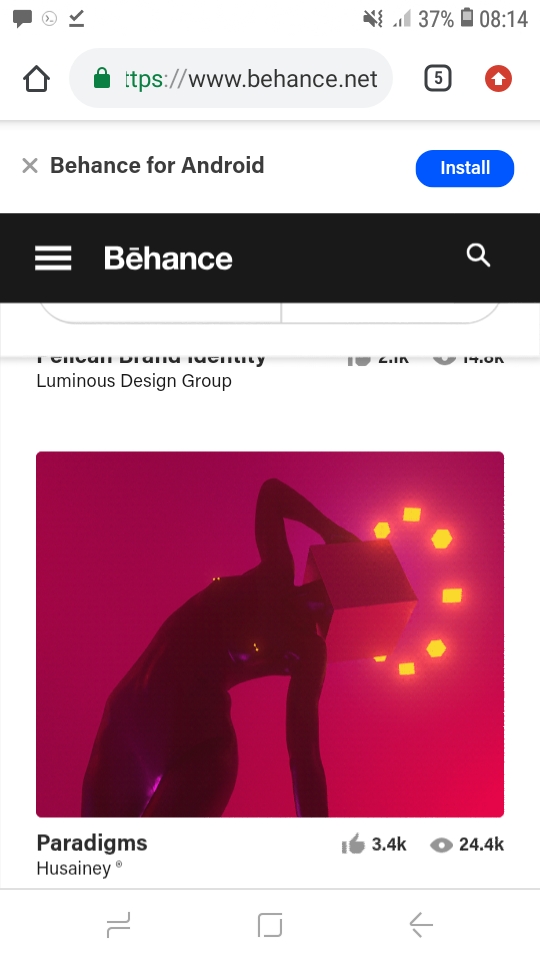 37% 08:14
ttps://www.behance.net
5
Behance for Android
Install
Bēhance
Pelican Brand Identity 2.1k 14.8k
Luminous Design Group
Paradigms 3.4k 24.4k
Husainey ®